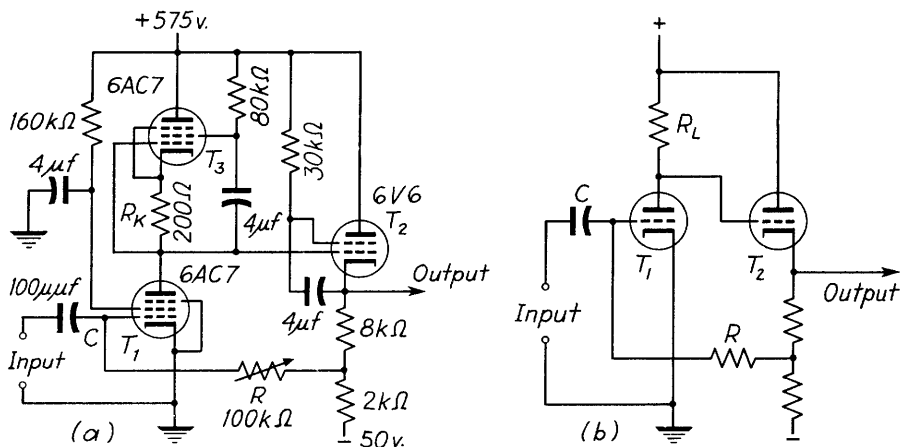 +575v.
6AC7
160kΩ
80kΩ
T3
30kΩ
4μf
RK
200Ω
4μf
6V6
T2
6AC7
Output
100μμf
C
T1
4μf
8kΩ
Input
R
100kΩ
2kΩ
(a)
– 50v.
+
RL
C
T1
T2
Output
Input
R
(b)
–